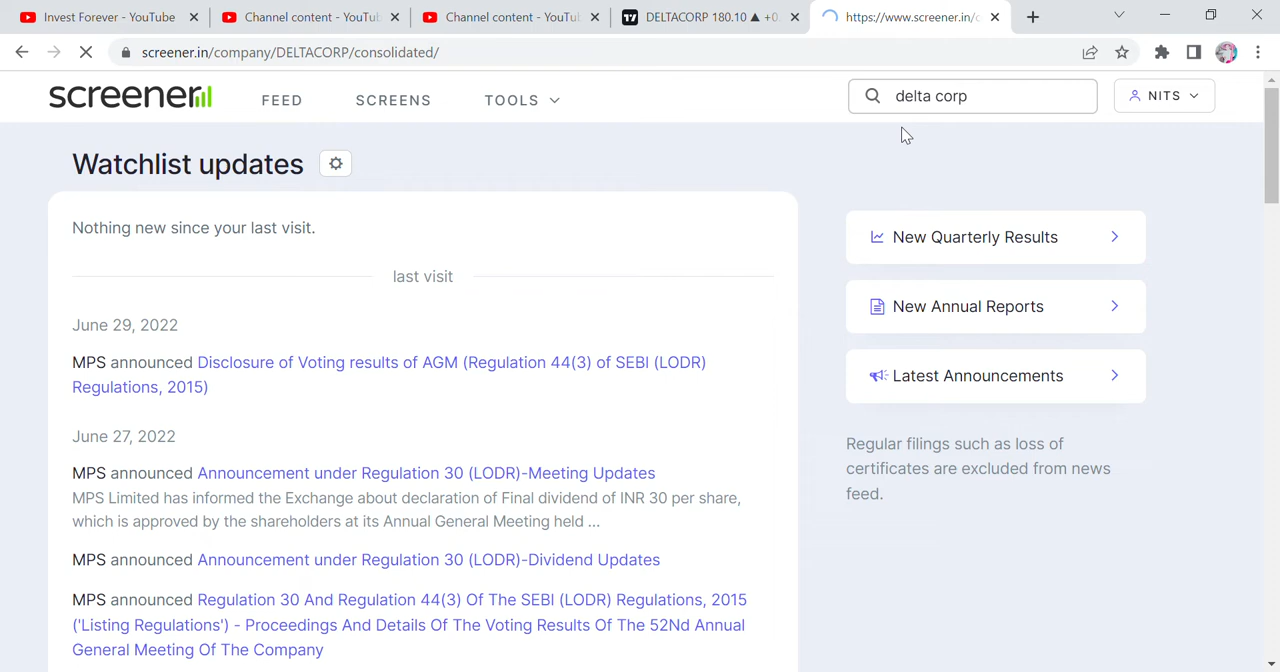 Invest Forever - YouTube
Channel content - YouTu
Channel content - YouTu
DELTACORP 180.10 ▲ +0.
https://www.screener.in/c
screener.in/company/DELTACORP/consolidated/
screener
FEED
SCREENS
TOOLS
delta corp
NITS
Watchlist updates
Nothing new since your last visit.
last visit
June 29, 2022
MPS announced Disclosure of Voting results of AGM (Regulation 44(3) of SEBI (LODR)
Regulations, 2015)
June 27, 2022
MPS announced Announcement under Regulation 30 (LODR)-Meeting Updates
MPS Limited has informed the Exchange about declaration of Final dividend of INR 30 per share,
which is approved by the shareholders at its Annual General Meeting held ...
MPS announced Announcement under Regulation 30 (LODR)-Dividend Updates
MPS announced Regulation 30 And Regulation 44(3) Of The SEBI (LODR) Regulations, 2015
('Listing Regulations') - Proceedings And Details Of The Voting Results Of The 52Nd Annual
General Meeting Of The Company
New Quarterly Results
New Annual Reports
Latest Announcements
Regular filings such as loss of
certificates are excluded from news
feed.